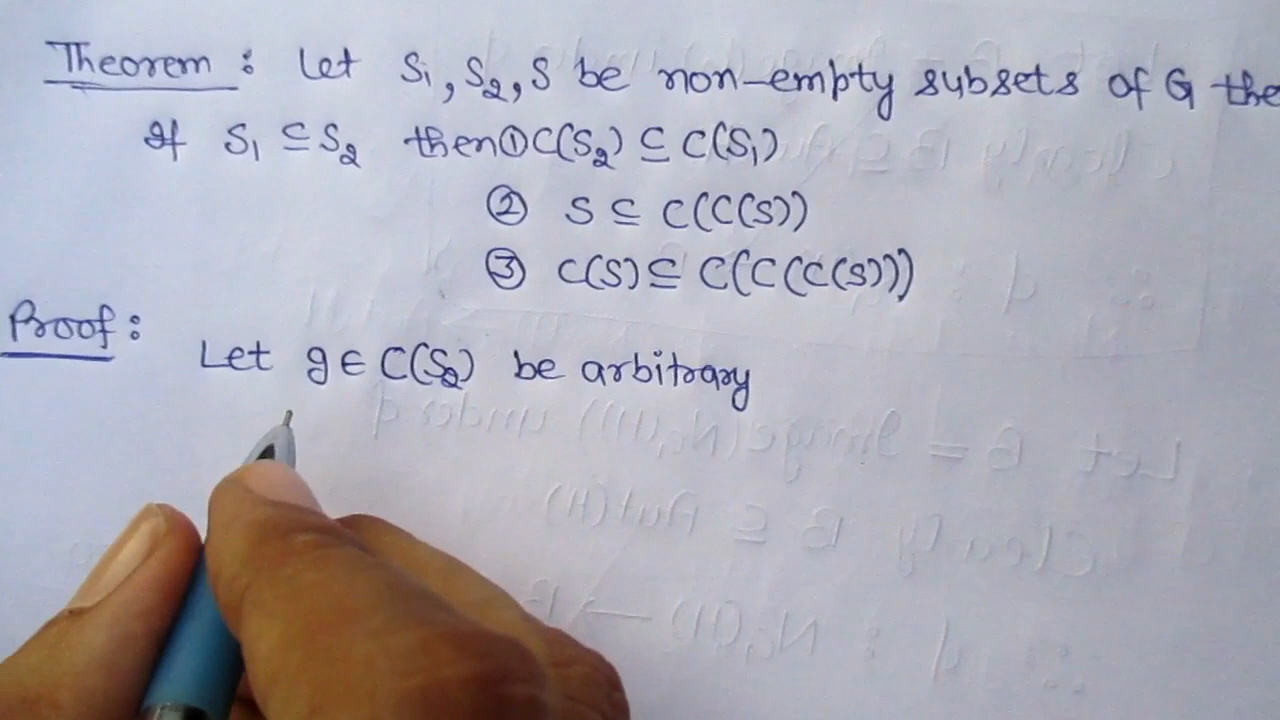 Theorem : Let S₁, S₂, S be non-empty subsets of G the
If S₁ ⊆ S₂ then ① C(S₂) ⊆ C(S₁)
② S ⊆ C(C(S))
③ C(S) ⊆ C(C(C(S)))
Proof :
Let g ∈ C(S₂) be arbitrary